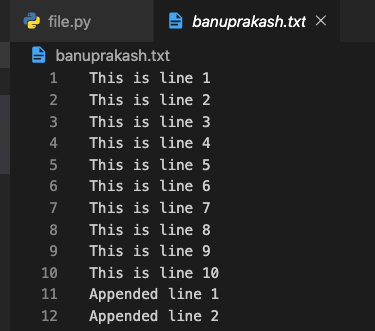 file.py banuprakash.txt
banuprakash.txt
1 This is line 1
2 This is line 2
3 This is line 3
4 This is line 4
5 This is line 5
6 This is line 6
7 This is line 7
8 This is line 8
9 This is line 9
10 This is line 10
11 Appended line 1
12 Appended line 2